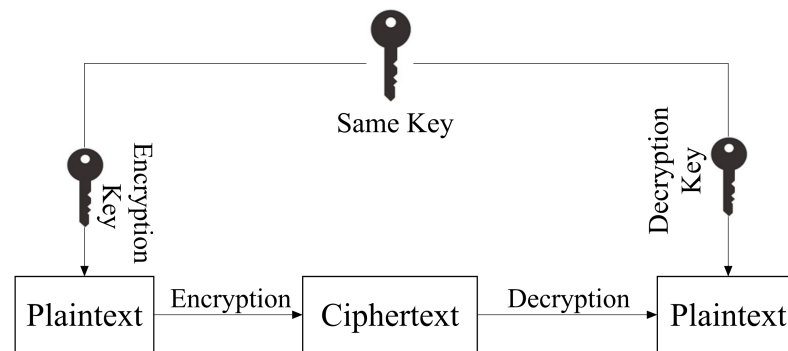 Same Key
Encryption
Key
Decryption
Key
Plaintext
Encryption
Ciphertext
Decryption
Plaintext